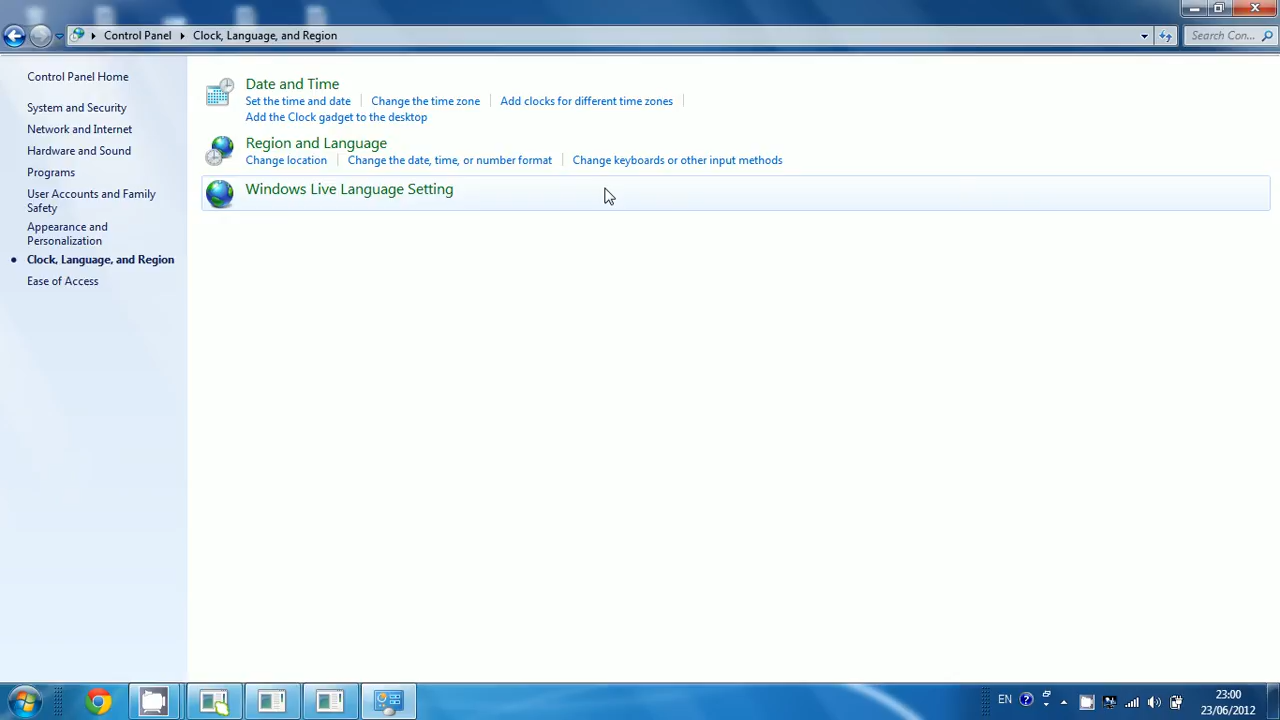 Control Panel Clock, Language, and Region
Search Con...
Control Panel Home
System and Security
Network and Internet
Hardware and Sound
Programs
User Accounts and Family
Safety
Appearance and
Personalization
Clock, Language, and Region
Ease of Access
Date and Time
Set the time and date Change the time zone Add clocks for different time zones
Add the Clock gadget to the desktop
Region and Language
Change location Change the date, time, or number format Change keyboards or other input methods
Windows Live Language Setting
EN
23:00
23/06/2012